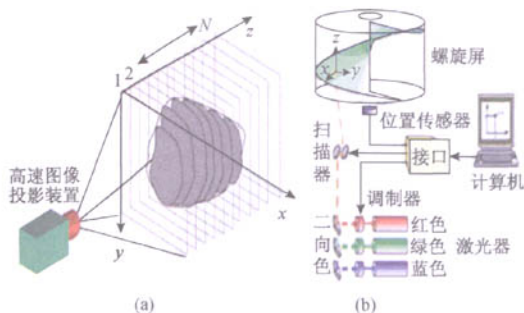 N
z
1 2
高速图像
投影装置
x
y
(a)
z
x
y
螺旋屏
位置传感器
扫描器
接口
计算机
调制器
二向色
红色
绿色 激光器
蓝色
(b)